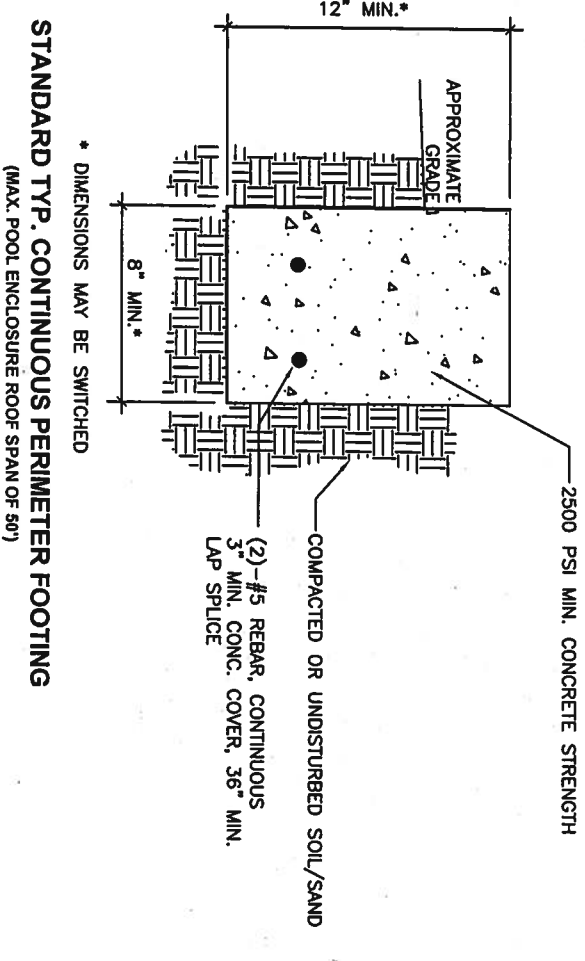 12" MIN.*
APPROXIMATE
GRADE
8" MIN.*
2500 PSI MIN. CONCRETE STRENGTH
COMPACTED OR UNDISTURBED SOIL/SAND
(2)-#5 REBAR, CONTINUOUS
3" MIN. CONC. COVER, 36" MIN.
LAP SPLICE
* DIMENSIONS MAY BE SWITCHED
STANDARD TYP. CONTINUOUS PERIMETER FOOTING
(MAX. POOL ENCLOSURE ROOF SPAN OF 50')